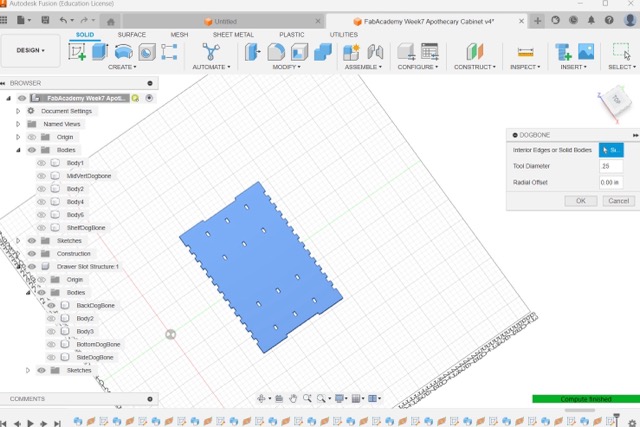 Autodesk Fusion (Education License)
Untitled
FabAcademy Week7 Apothecary Cabinet v4*
DESIGN
SOLID
SURFACE
MESH
SHEET METAL
PLASTIC
UTILITIES
CREATE
AUTOMATE
MODIFY
ASSEMBLE
CONFIGURE
CONSTRUCT
INSPECT
INSERT
SELECT
BROWSER
FabAcademy Week7 Apoth...
Document Settings
Named Views
Origin
Bodies
Body1
MidVertDogbone
Body2
Body4
Body6
ShelfDogBone
Sketches
Construction
Drawer Slot Structure:1
Origin
Bodies
BackDogBone
Body2
Body3
BottomDogBone
SideDogBone
Sketches
COMMENTS
TOP
DOGBONE
Interior Edges or Solid Bodies
Tool Diameter
.25
Radial Offset
0.00 in
OK
Cancel
Compute finished